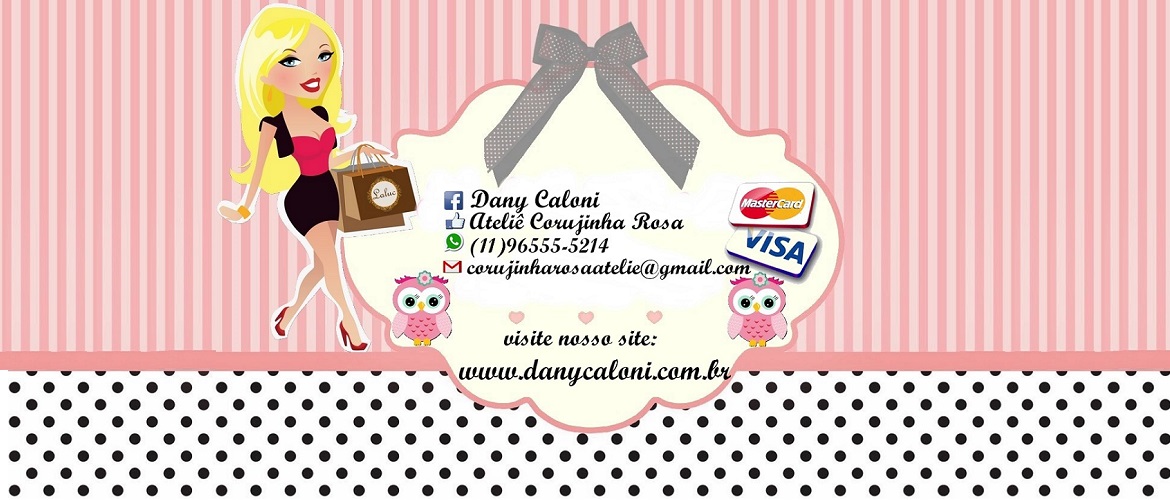 Dany Caloni
Ateliê Corujinha Rosa
(11)96555-5214
corujinharosaatelie@gmail.com
visite nosso site:
www.danycaloni.com.br
MasterCard
VISA
Laluc